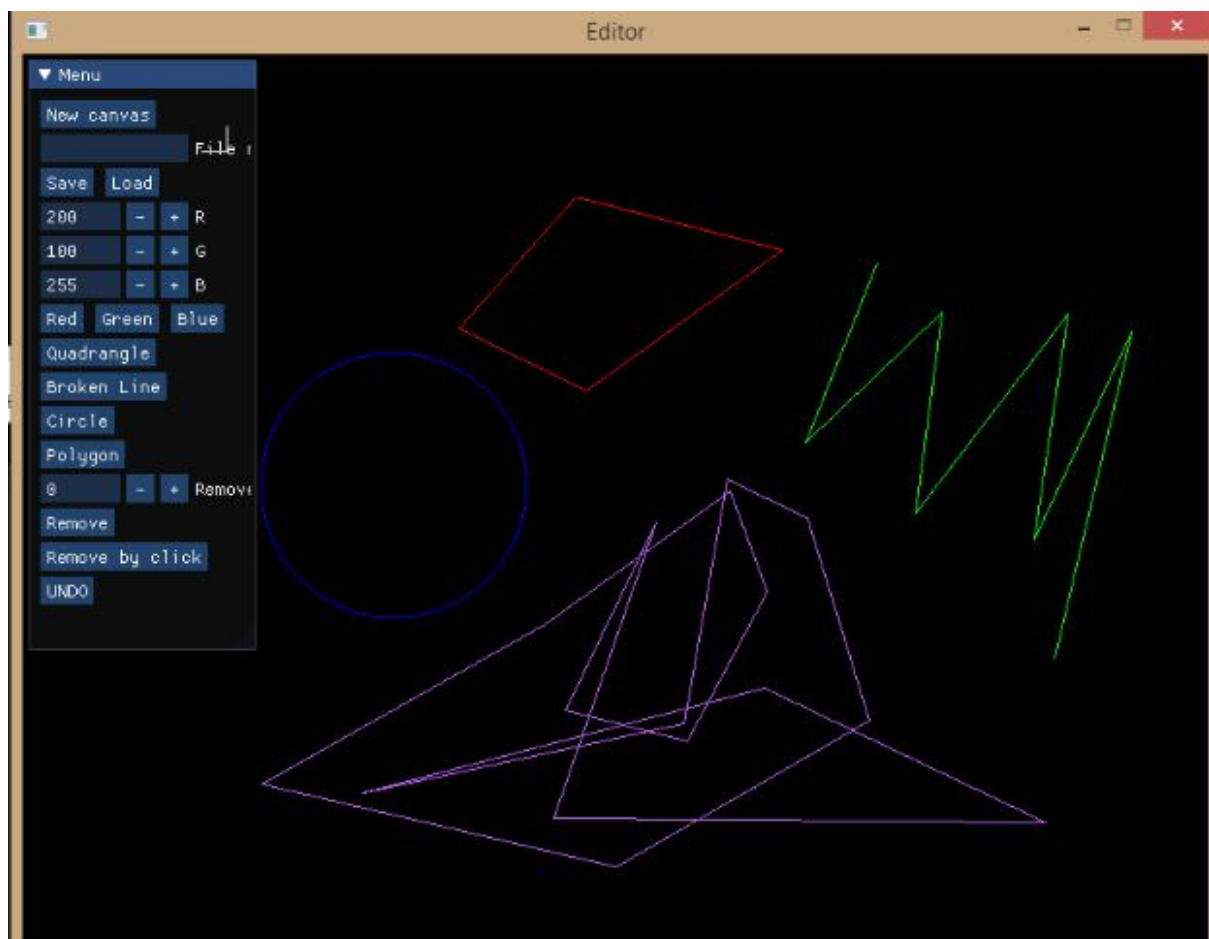 Editor
Menu
New canvas
File
Save Load
200 - + R
100 - + G
255 - + B
Red Green Blue
Quadrangle
Broken Line
Circle
Polygon
0 - + Remove
Remove
Remove by click
UNDO